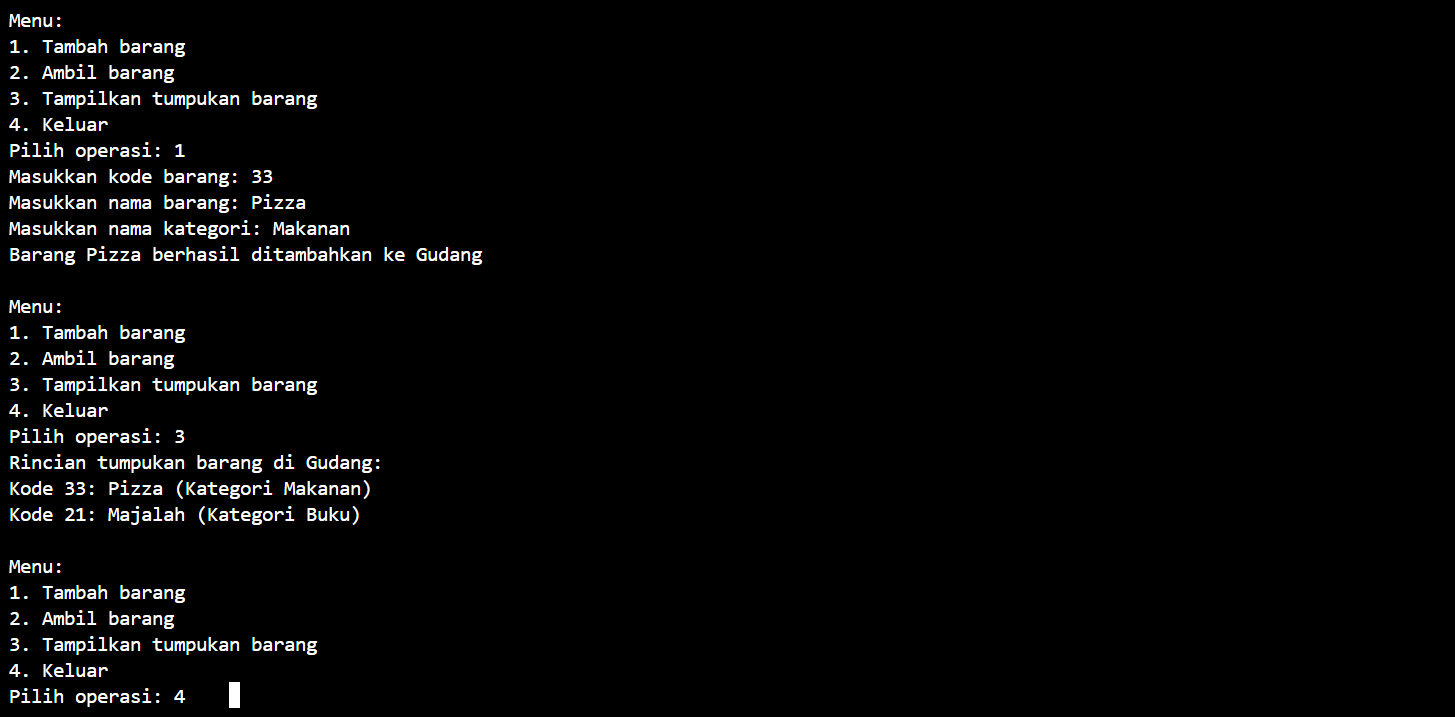 Menu:
1. Tambah barang
2. Ambil barang
3. Tampilkan tumpukan barang
4. Keluar
Pilih operasi: 1
Masukkan kode barang: 33
Masukkan nama barang: Pizza
Masukkan nama kategori: Makanan
Barang Pizza berhasil ditambahkan ke Gudang
Menu:
1. Tambah barang
2. Ambil barang
3. Tampilkan tumpukan barang
4. Keluar
Pilih operasi: 3
Rincian tumpukan barang di Gudang:
Kode 33: Pizza (Kategori Makanan)
Kode 21: Majalah (Kategori Buku)
Menu:
1. Tambah barang
2. Ambil barang
3. Tampilkan tumpukan barang
4. Keluar
Pilih operasi: 4